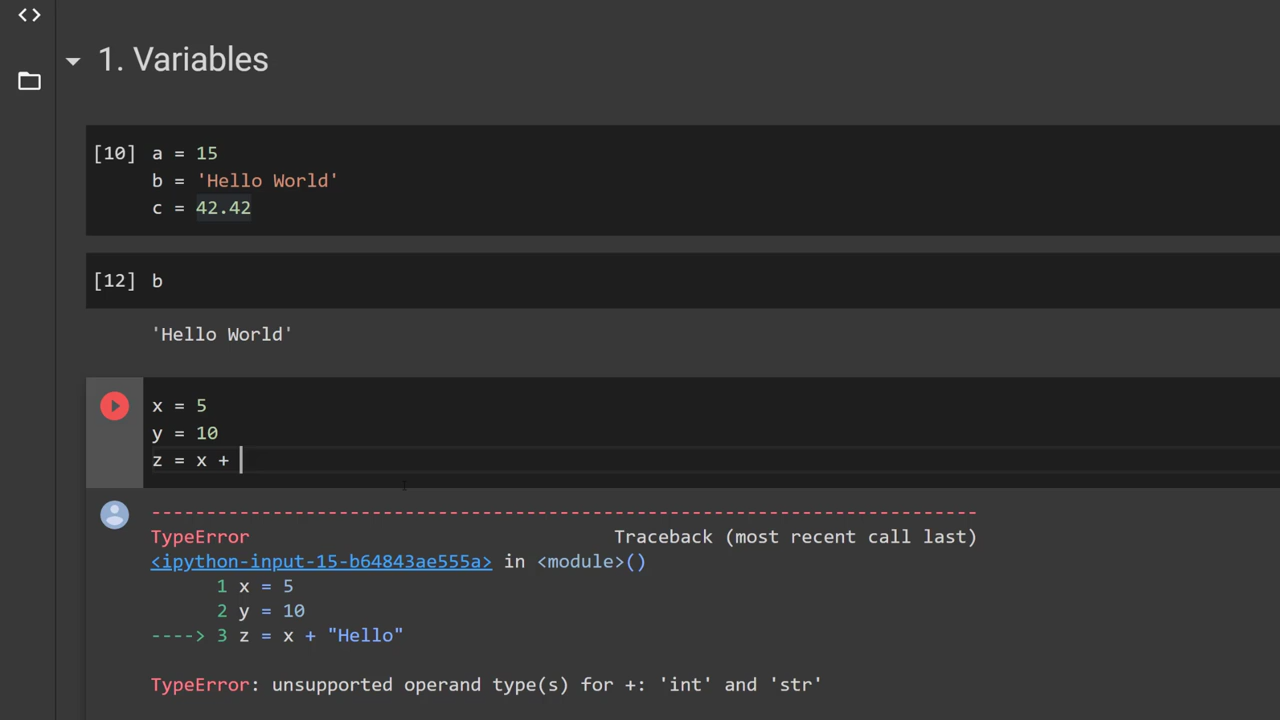 <>
1. Variables
[10] a = 15
b = 'Hello World'
c = 42.42
[12] b
'Hello World'
x = 5
y = 10
z = x +
---------------------------------------------------------------------------
TypeError Traceback (most recent call last)
<ipython-input-15-b64843ae555a> in <module>()
1 x = 5
2 y = 10
----> 3 z = x + "Hello"
TypeError: unsupported operand type(s) for +: 'int' and 'str'